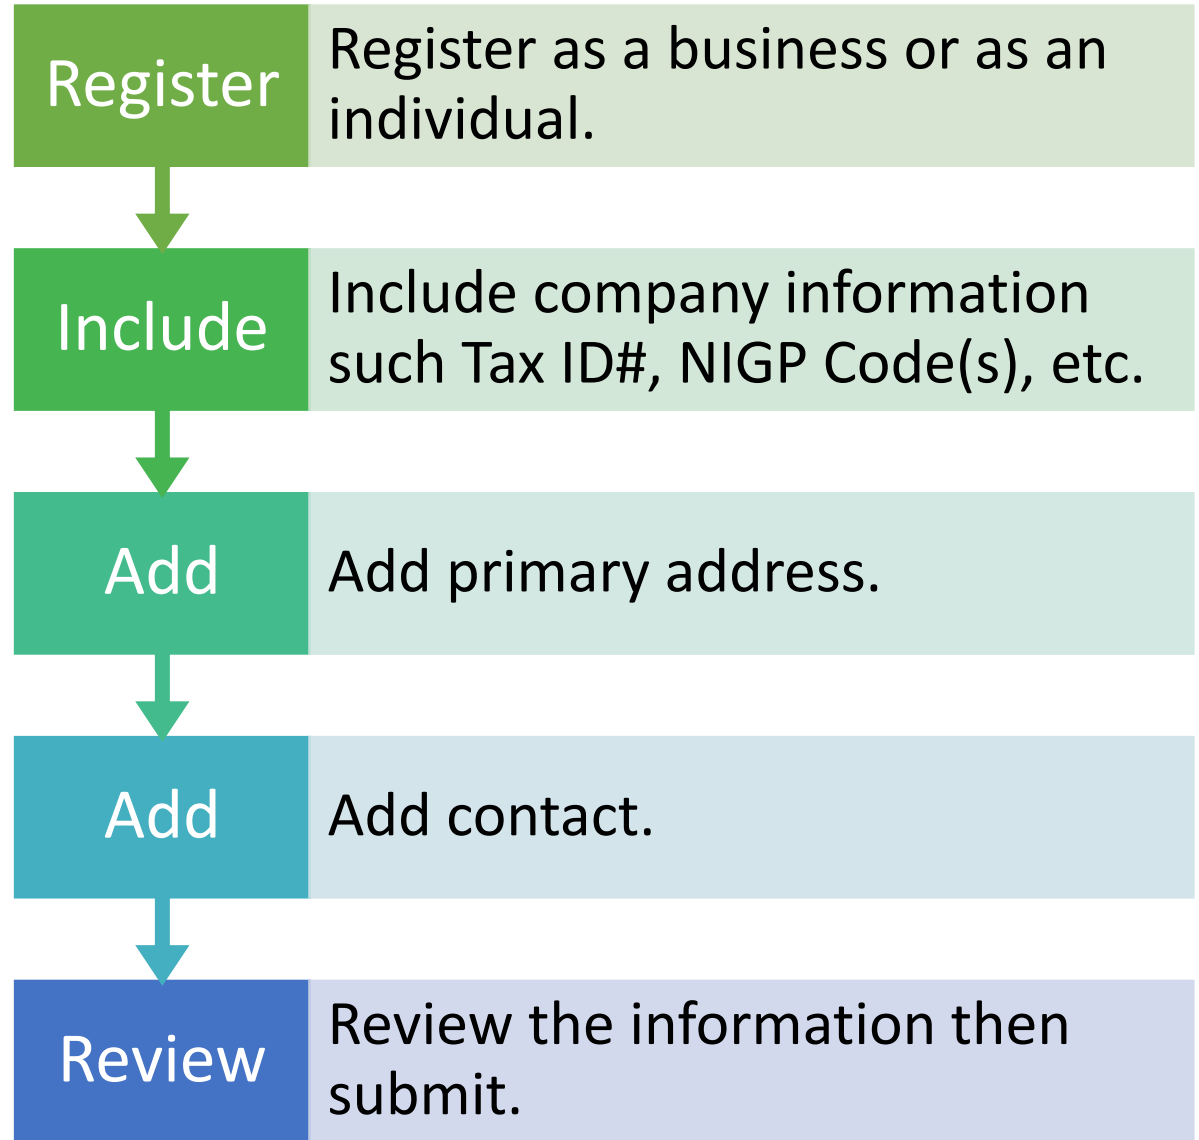 Register
Register as a business or as an
individual.
Include
Include company information
such Tax ID#, NIGP Code(s), etc.
Add
Add primary address.
Add
Add contact.
Review
Review the information then
submit.